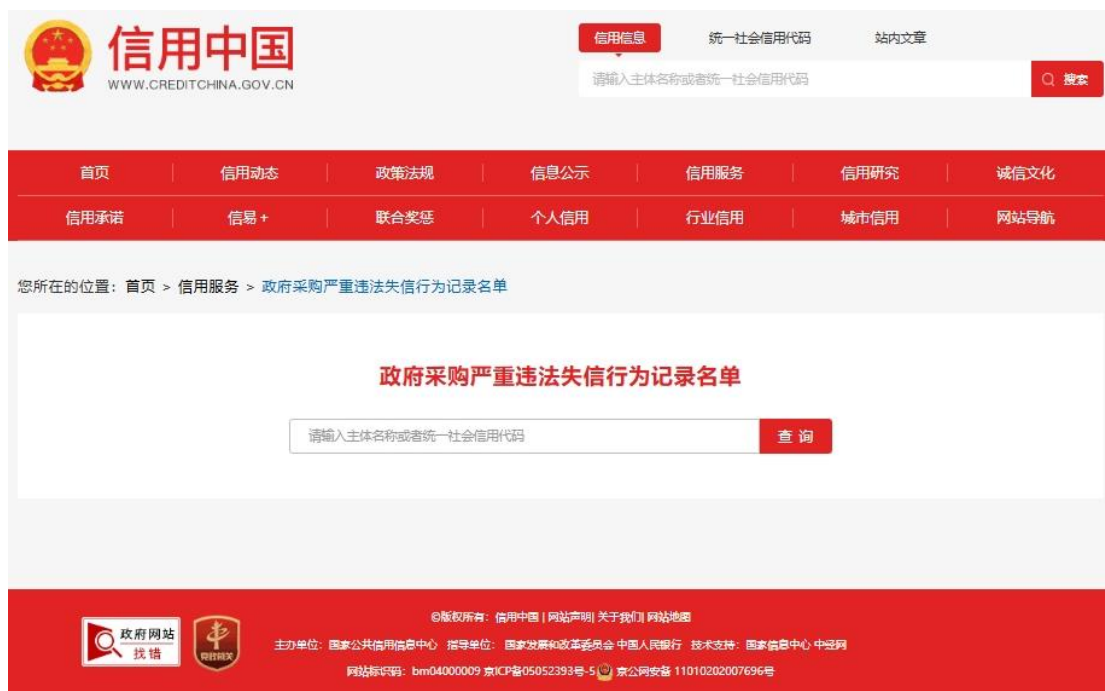 信用中国
WWW.CREDITCHINA.GOV.CN
信用信息 统一社会信用代码 站内文章
请输入主体名称或者统一社会信用代码 搜索
首页 信用动态 政策法规 信息公示 信用服务 信用研究 诚信文化
信用承诺 信易+ 联合奖惩 个人信用 行业信用 城市信用 网站导航
您所在的位置：首页 > 信用服务 > 政府采购严重违法失信行为记录名单
政府采购严重违法失信行为记录名单
请输入主体名称或者统一社会信用代码 查询
©版权所有：信用中国 | 网站声明| 关于我们| 网站地图
政府网站
找错
党政机关
主办单位：国家公共信用信息中心 指导单位：国家发展和改革委员会 中国人民银行 技术支持：国家信息中心 中经网
网站标识码：bm04000009 京ICP备05052393号-5 京公网安备 11010202007696号